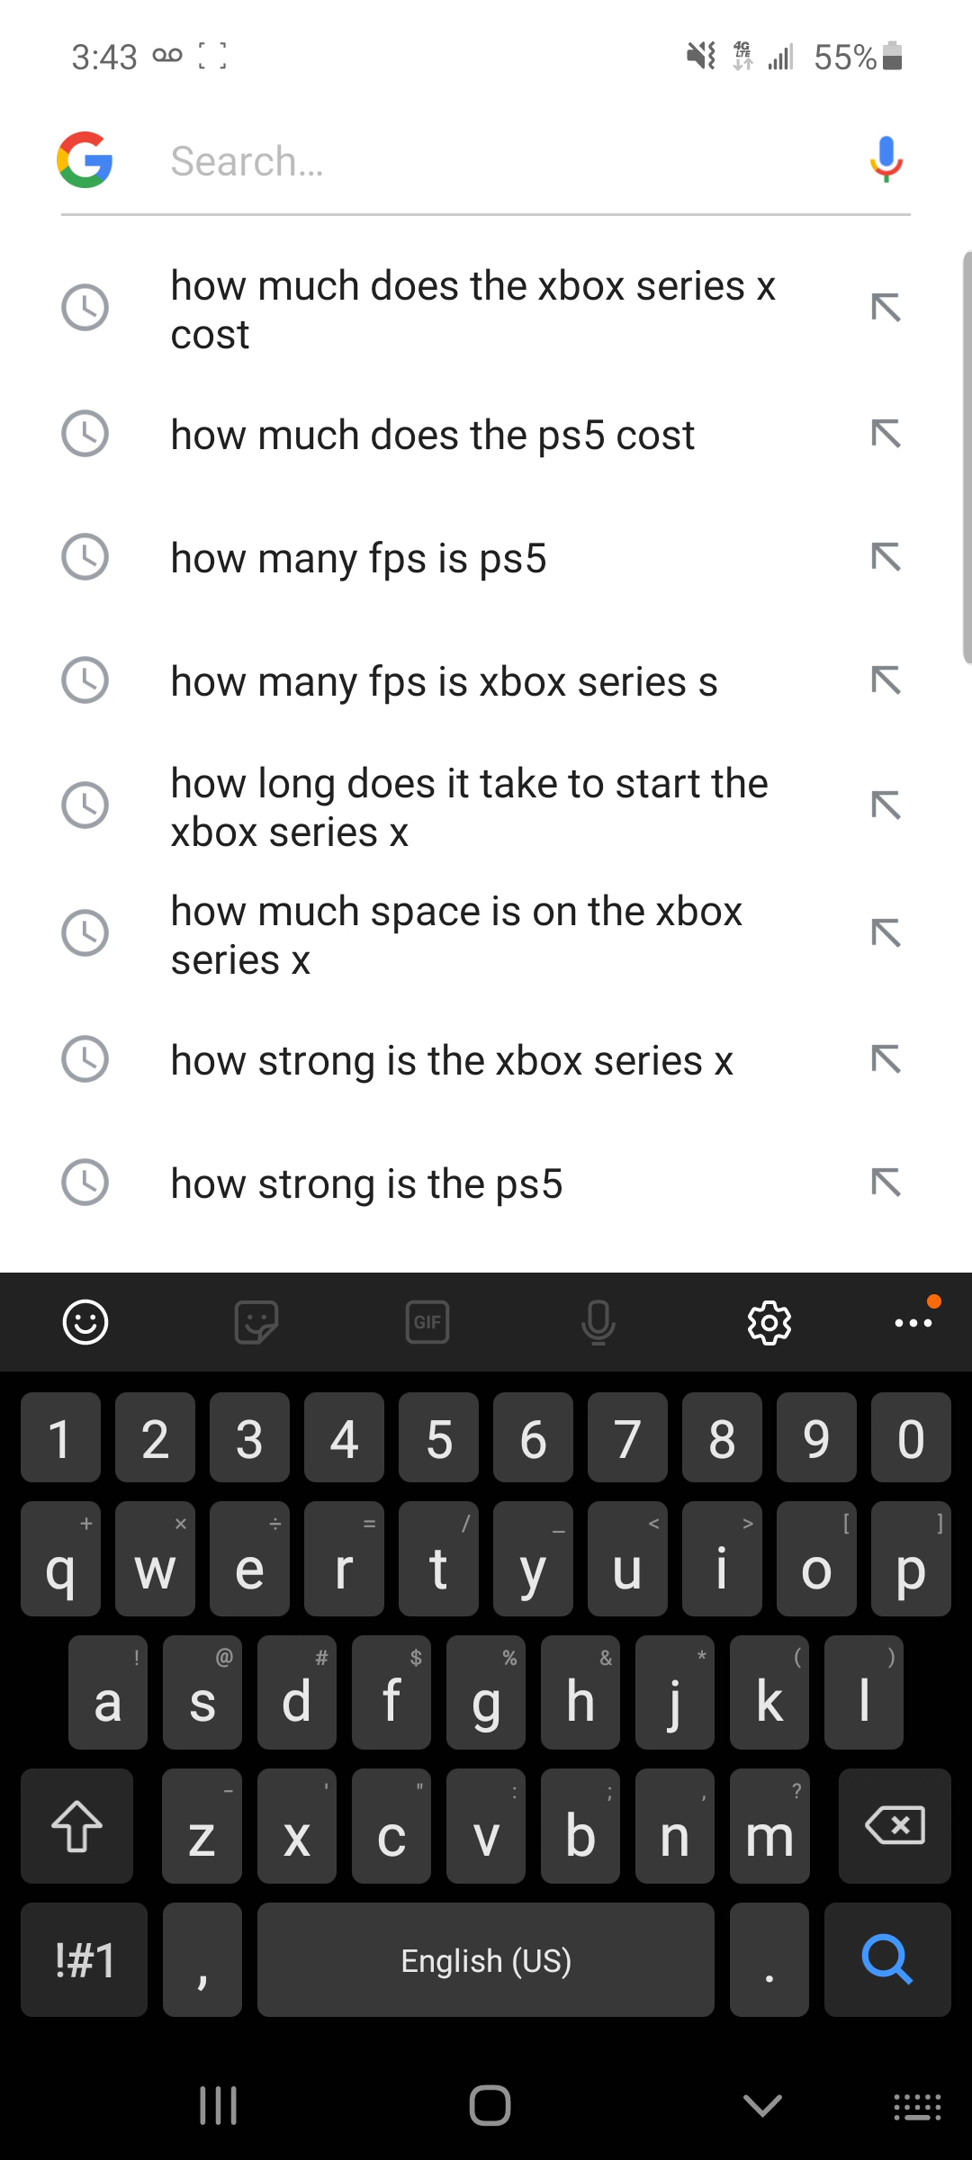 3:43 4G LTE 55%
Search...
how much does the xbox series x
cost
how much does the ps5 cost
how many fps is ps5
how many fps is xbox series s
how long does it take to start the
xbox series x
how much space is on the xbox
series x
how strong is the xbox series x
how strong is the ps5
GIF
1 2 3 4 5 6 7 8 9 0
+ × ÷ = / _ < > [ ]
q w e r t y u i o p
! @ # $ % & * ( )
a s d f g h j k l
- ' " : ; , ?
z x c v b n m
!#1 , English (US) .